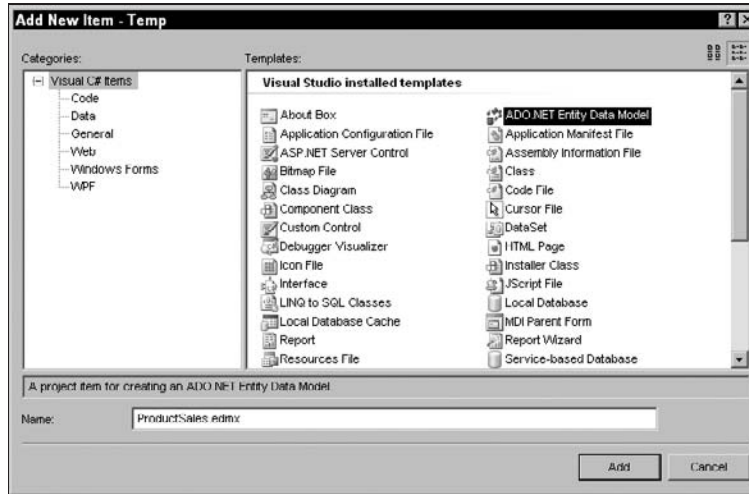 Add New Item - Temp
Categories:
Templates:
Visual C# Items
Code
Data
General
Web
Windows Forms
WPF
Visual Studio installed templates
About Box
ADO.NET Entity Data Model
Application Configuration File
Application Manifest File
ASP.NET Server Control
Assembly Information File
Bitmap File
Class
Class Diagram
Code File
Component Class
Cursor File
Custom Control
DataSet
Debugger Visualizer
HTML Page
Icon File
Installer Class
Interface
JScript File
LINQ to SQL Classes
Local Database
Local Database Cache
MDI Parent Form
Report
Report Wizard
Resources File
Service-based Database
A project item for creating an ADO.NET Entity Data Model
Name:
ProductSales.edmx
Add
Cancel